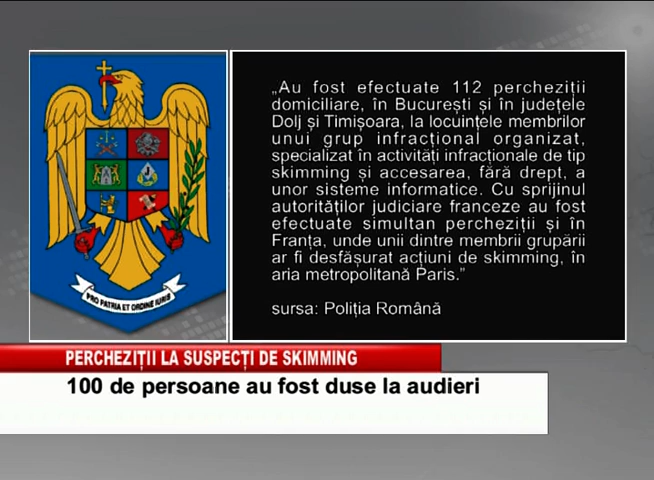 „Au fost efectuate 112 percheziții
domiciliare, în București și în județele
Dolj și Timișoara, la locuințele membrilor
unui grup infracțional organizat,
specializat în activități infracționale de tip
skimming și accesarea, fără drept, a
unor sisteme informatice. Cu sprijinul
autorităților judiciare franceze au fost
efectuate simultan percheziții și în
Franța, unde unii dintre membrii grupării
ar fi desfășurat acțiuni de skimming, în
aria metropolitană Paris.”
sursa: Poliția Română
PRO PATRIA ET ORDINE IURIS
PERCHEZIȚII LA SUSPECȚI DE SKIMMING
100 de persoane au fost duse la audieri